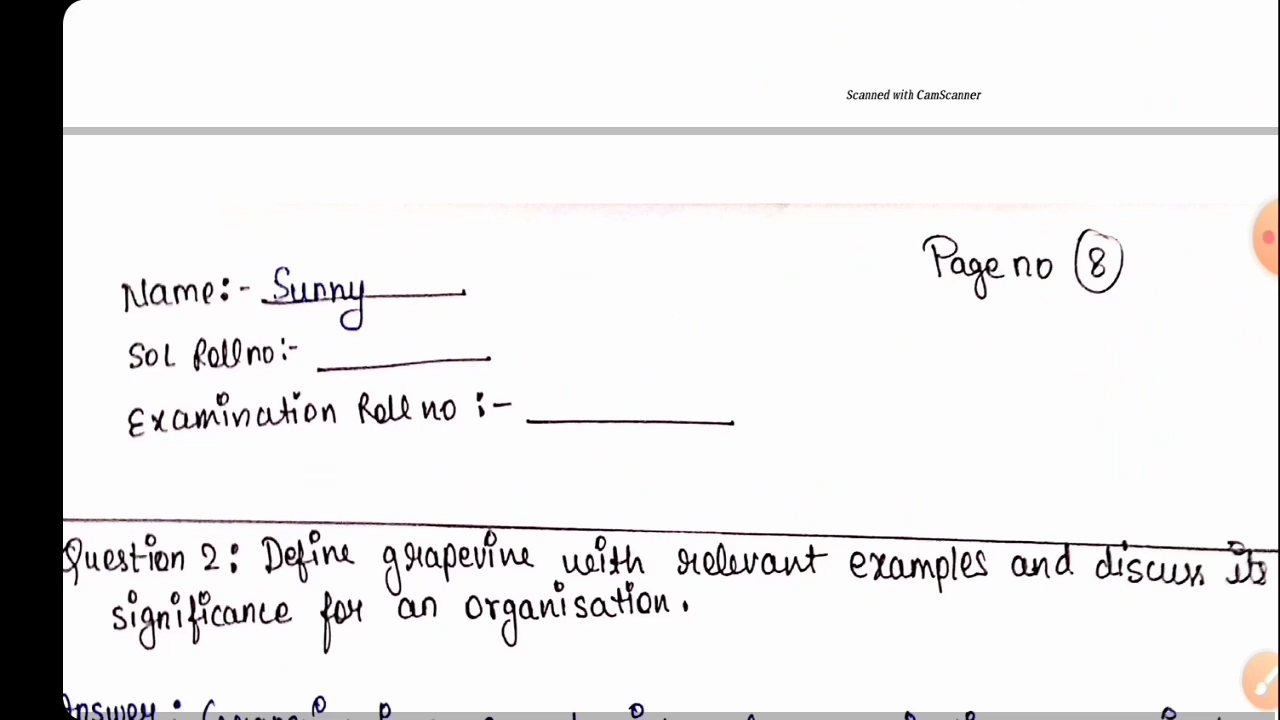 Scanned with CamScanner
Page no 8
Name:- Sunny
SOL Roll no:-
Examination Roll no :-
Question 2: Define grapevine with relevant examples and discuss its
significance for an organisation.
Answer: